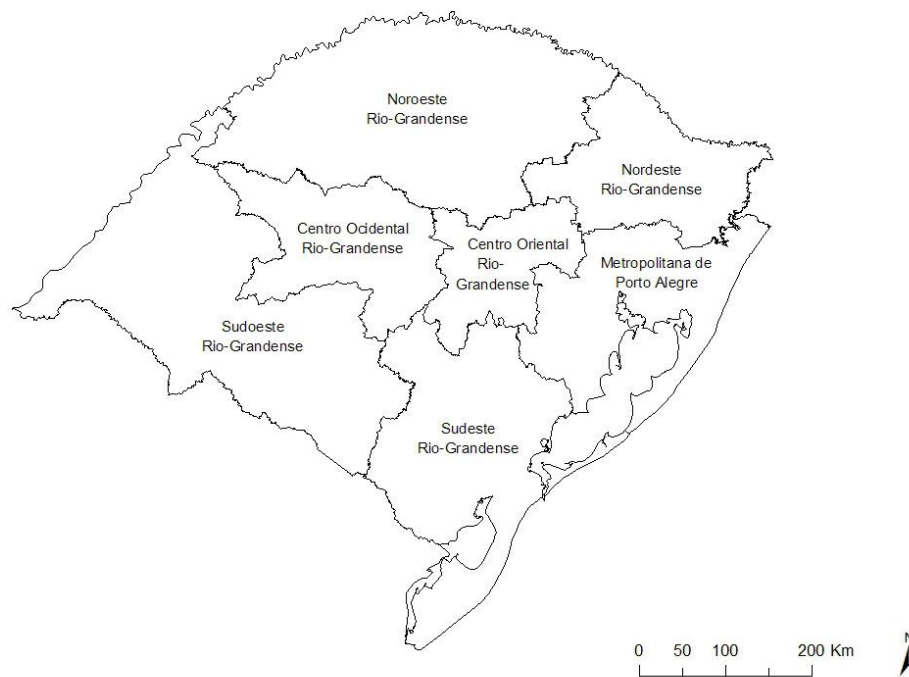 Noroeste
Rio-Grandense
Nordeste
Rio-Grandense
Centro Ocidental
Rio-Grandense
Centro Oriental
Rio-
Grandense
Metropolitana de
Porto Alegre
Sudoeste
Rio-Grandense
Sudeste
Rio-Grandense
N
0 50 100 200 Km